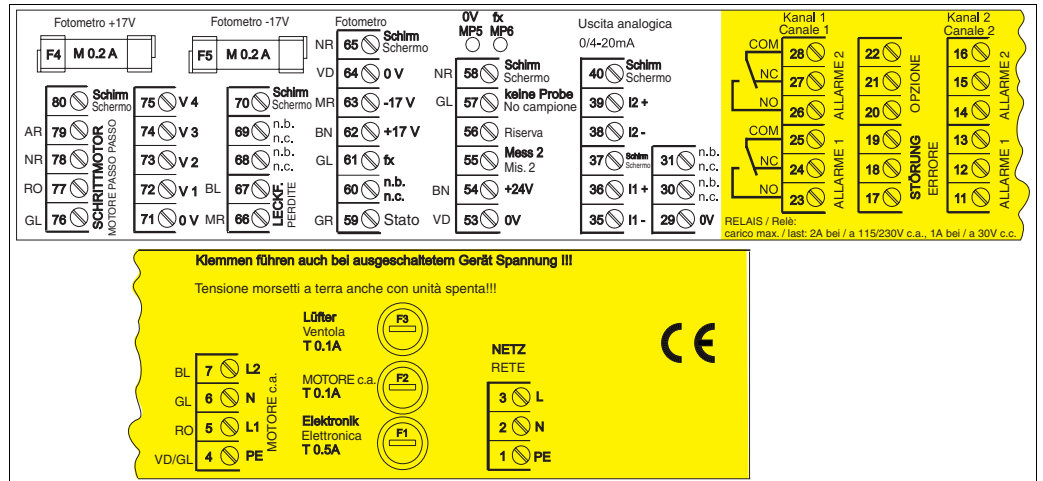 Fotometro +17V
F4 M 0.2 A
Fotometro -17V
F5 M 0.2 A
80 Schirm Schermo
AR 79
NR 78
RO 77
GL 76
SCHRITTMOTOR
MOTORE PASSO PASSO
75 V 4
74 V 3
73 V 2
72 V 1
71 0 V
70 Schirm Schermo
69 n.b. n.c.
68 n.b. n.c.
BL 67
MR 66
LECKF.
PERDITE
Fotometro
NR 65 Schirm Schermo
VD 64 0 V
MR 63 -17 V
BN 62 +17 V
GL 61 fx
60 n.b. n.c.
GR 59 Stato
0V fx
MP5 MP6
NR 58 Schirm Schermo
GL 57 keine Probe No campione
56 Riserva
55 Mess 2 Mis. 2
BN 54 +24V
VD 53 0V
Uscita analogica
0/4-20mA
40 Schirm Schermo
39 I2 +
38 I2 -
37 Schirm Schermo
36 I1 +
35 I1 -
31 n.b. n.c.
30 n.b. n.c.
29 0V
Kanal 1
Canale 1
COM 28
NC 27
NO 26
ALLARME 2
COM 25
NC 24
NO 23
ALLARME 1
22
21
20
OPZIONE
19
18
17
STÖRUNG
ERRORE
Kanal 2
Canale 2
16
15
14
ALLARME 2
13
12
11
ALLARME 1
RELAIS / Relè:
carico max. / last: 2A bei / a 115/230V c.a., 1A bei / a 30V c.c.
Klemmen führen auch bei ausgeschaltetem Gerät Spannung !!!
Tensione morsetti a terra anche con unità spenta!!!
BL 7 L2
GL 6 N
RO 5 L1
VD/GL 4 PE
MOTORE c.a.
Lüfter
Ventola
T 0.1A
F3
MOTORE c.a.
T 0.1A
F2
Elektronik
Elettronica
T 0.5A
F1
NETZ
RETE
3 L
2 N
1 PE
CE